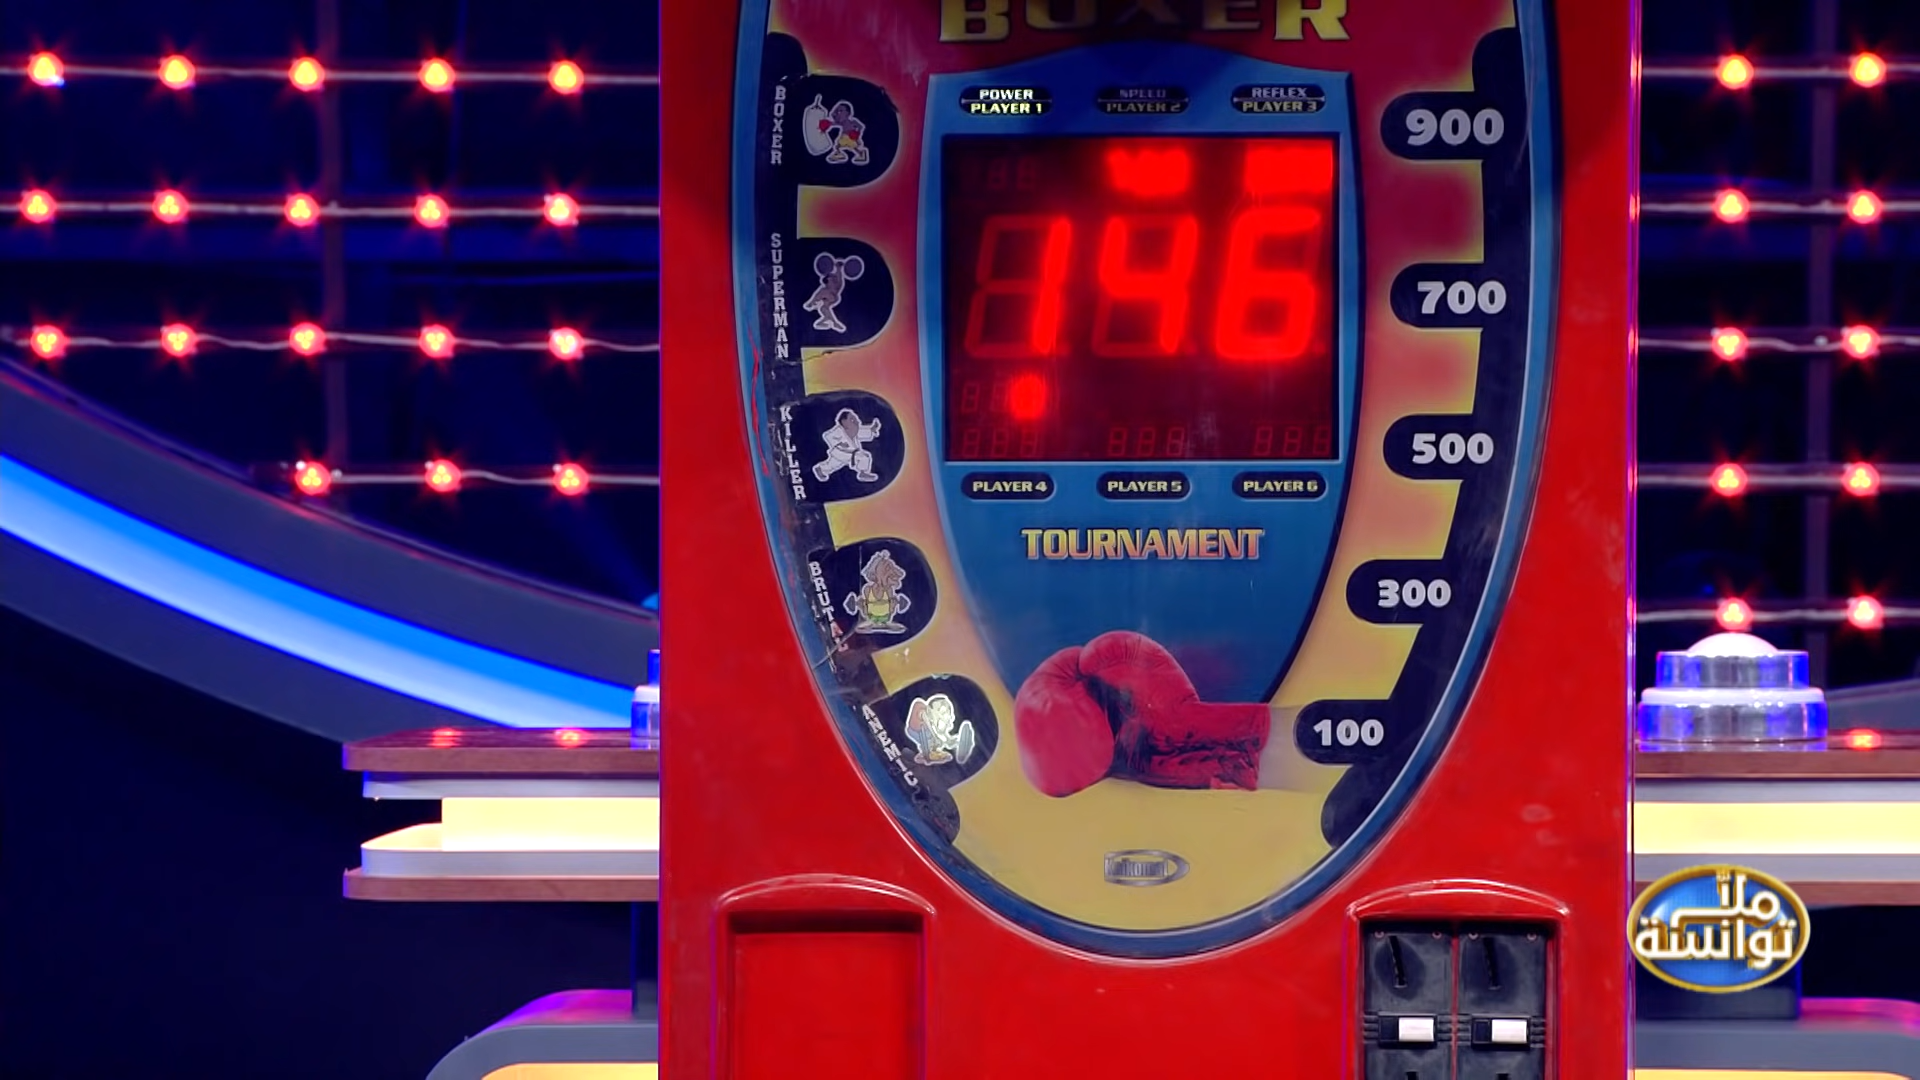 BOXER
POWER
PLAYER 1
SPEED
PLAYER 2
REFLEX
PLAYER 3
BOXER
900
146
SUPERMAN
700
KILLER
500
PLAYER 4
PLAYER 5
PLAYER 6
TOURNAMENT
BRUTAL
300
ANEMIC
100
ملا
توانسة